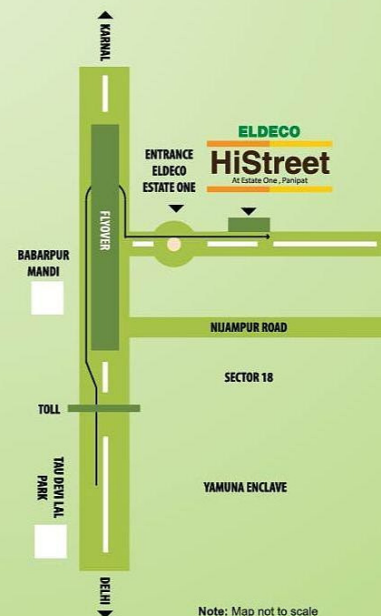 KARNAL
ELDECO
HiStreet
At Estate One, Panipat
ENTRANCE
ELDECO
ESTATE ONE
FLYOVER
BABARPUR
MANDI
NIJAMPUR ROAD
SECTOR 18
TOLL
TAU DEVI LAL
PARK
YAMUNA ENCLAVE
DELHI
Note: Map not to scale